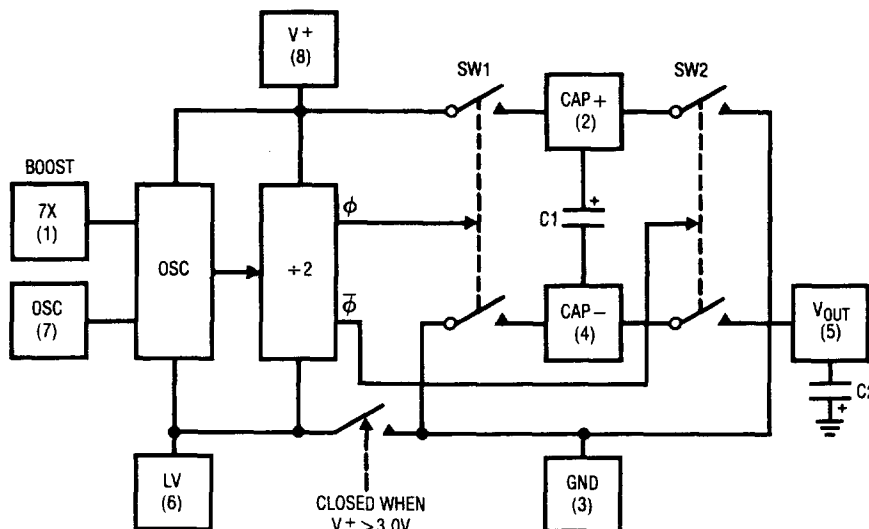 V+
(8)
SW1
SW2
CAP+
(2)
BOOST
7X
(1)
OSC
÷2
ϕ
+
C1
OSC
(7)
ϕ̅
CAP−
(4)
VOUT
(5)
C2
+
LV
(6)
CLOSED WHEN
V+ > 3.0V
GND
(3)